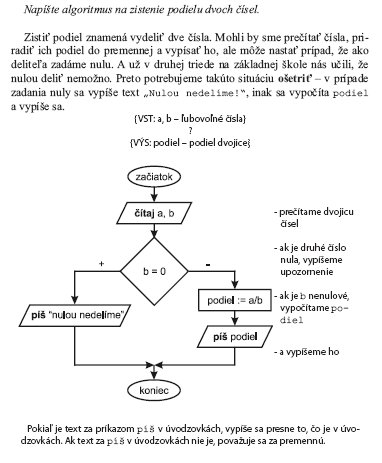 Napíšte algoritmus na zistenie podielu dvoch čísel.
Zistiť podiel znamená vydeliť dve čísla. Mohli by sme prečítať čísla, pri-
radiť ich podiel do premennej a vypísať ho, ale môže nastať prípad, že ako
deliteľa zadáme nulu. A už v druhej triede na základnej škole nás učili, že
nulou deliť nemožno. Preto potrebujeme takúto situáciu ošetriť – v prípade
zadania nuly sa vypíše text „Nulou nedelíme!“, inak sa vypočíta podiel
a vypíše sa.
{VST: a, b – ľubovoľné čísla}
?
{VÝS: podiel – podiel dvojice}
začiatok
čítaj a, b
- prečítame dvojicu
čísel
+
b = 0
-
- ak je druhé číslo
nula, vypíšeme
upozornenie
píš "nulou nedelíme"
podiel := a/b
- ak je b nenulové,
vypočítame po-
diel
píš podiel
- a vypíšeme ho
koniec
Pokiaľ je text za príkazom píš v úvodzovkách, vypíše sa presne to, čo je v úvo-
dzovkách. Ak text za píš v úvodzovkách nie je, považuje sa za premennú.